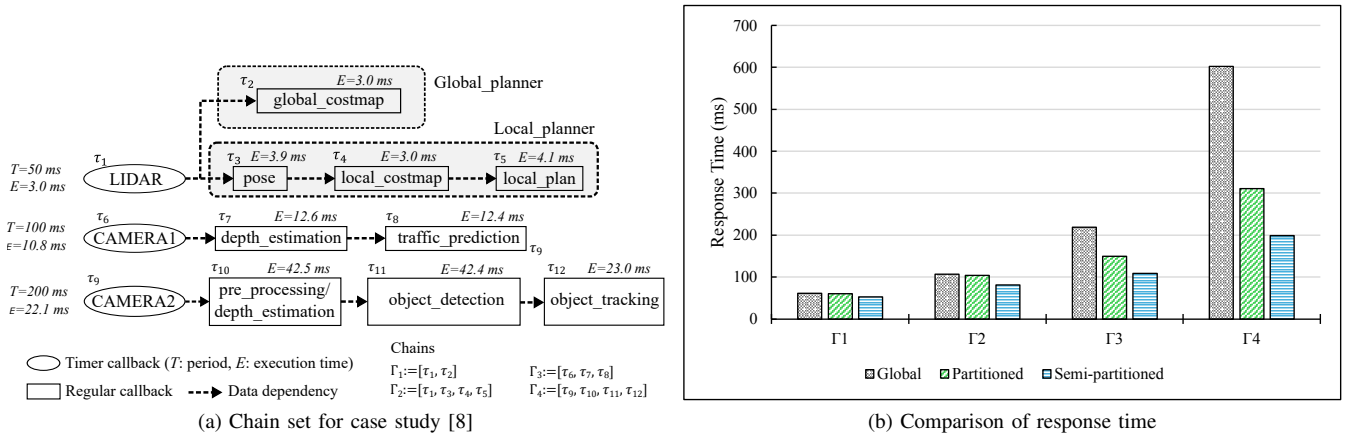 τ2
E=3.0 ms
global_costmap
Global_planner
Local_planner
τ1
T=50 ms
E=3.0 ms
LIDAR
τ3
E=3.9 ms
pose
τ4
E=3.0 ms
local_costmap
τ5
E=4.1 ms
local_plan
τ6
T=100 ms
ϵ=10.8 ms
CAMERA1
τ7
E=12.6 ms
depth_estimation
τ8
E=12.4 ms
traffic_prediction
τ9
τ9
T=200 ms
ϵ=22.1 ms
CAMERA2
τ10
E=42.5 ms
pre_processing/
depth_estimation
τ11
E=42.4 ms
object_detection
τ12
E=23.0 ms
object_tracking
Timer callback (T: period, E: execution time)
Regular callback
Data dependency
Chains
Γ1:=[τ1, τ2]
Γ2:=[τ1, τ3, τ4, τ5]
Γ3:=[τ6, τ7, τ8]
Γ4:=[τ9, τ10, τ11, τ12]
(a) Chain set for case study [8]
Response Time (ms)
700
600
500
400
300
200
100
0
Γ1 Γ2 Γ3 Γ4
Global Partitioned Semi-partitioned
(b) Comparison of response time